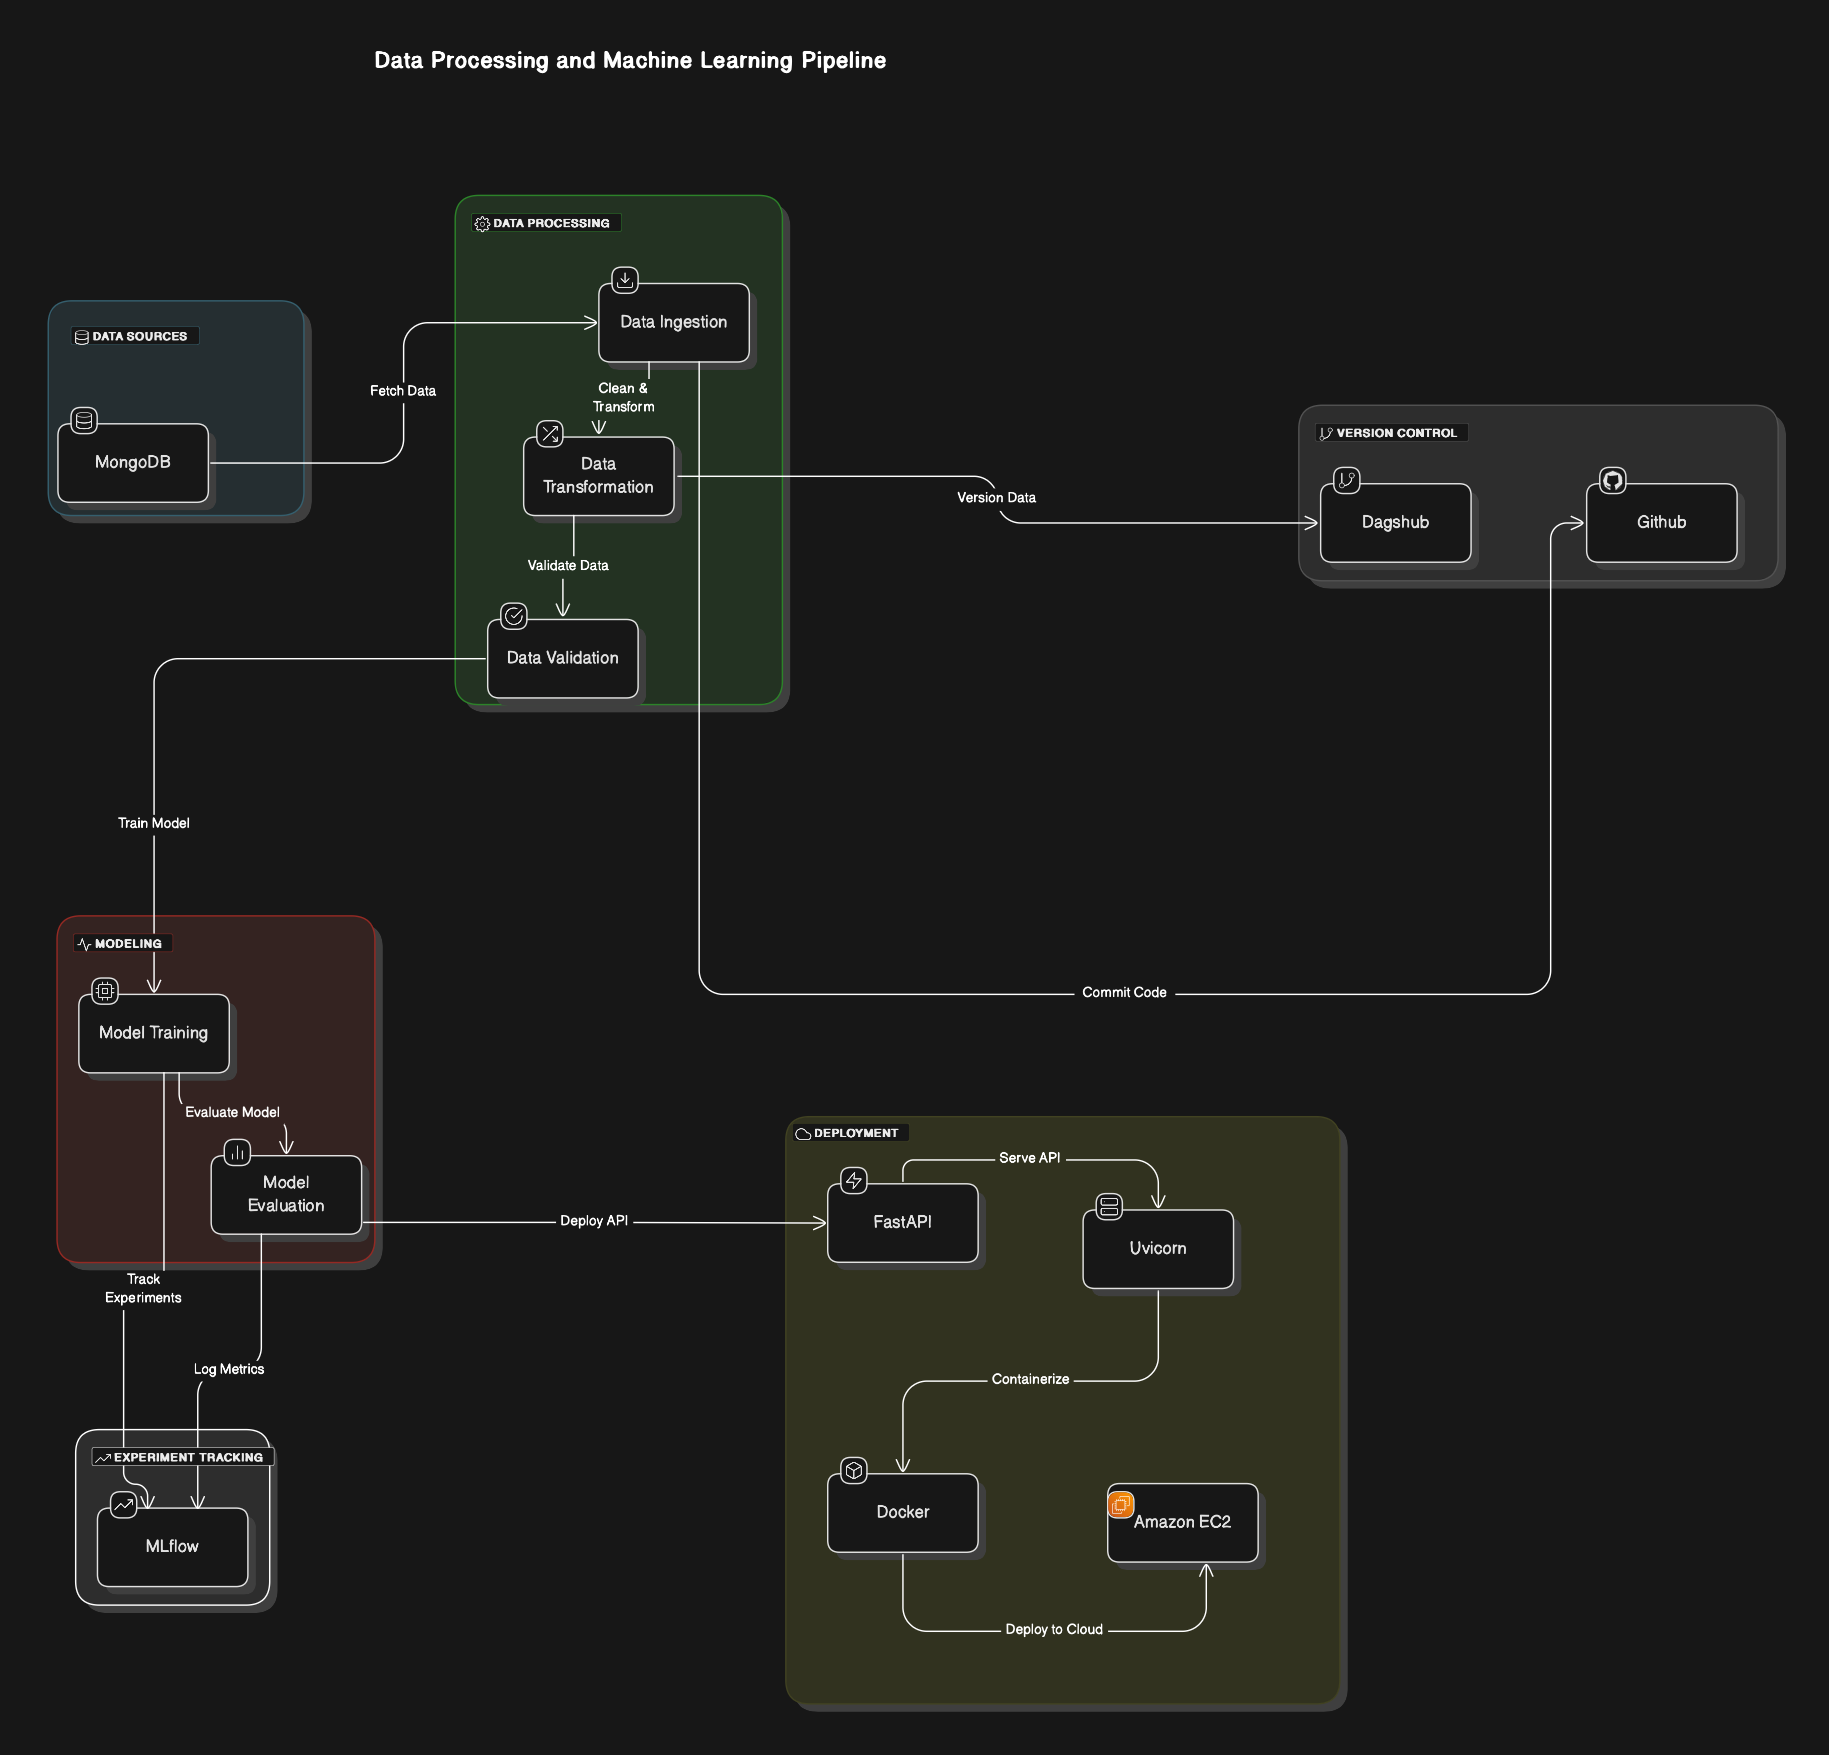 Data Processing and Machine Learning Pipeline
DATA PROCESSING
Data Ingestion
DATA SOURCES
Fetch Data
Clean &
Transform
MongoDB
Data
Transformation
VERSION CONTROL
Version Data
Dagshub
Github
Validate Data
Data Validation
Train Model
MODELING
Commit Code
Model Training
Evaluate Model
DEPLOYMENT
Serve API
Model
Evaluation
Deploy API
FastAPI
Uvicorn
Track
Experiments
Log Metrics
Containerize
EXPERIMENT TRACKING
MLflow
Docker
Amazon EC2
Deploy to Cloud